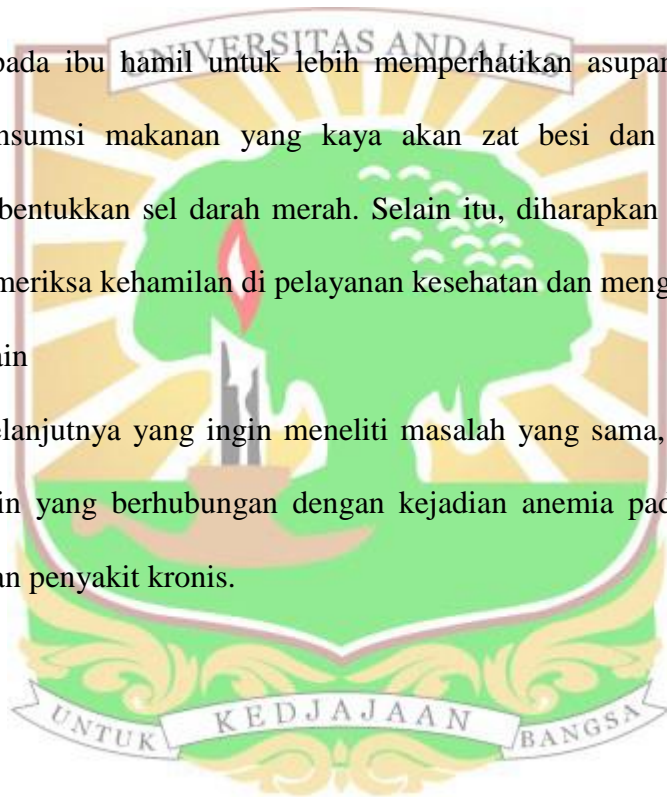 UNIVERSITAS ANDALAS
pada ibu hamil untuk lebih memperhatikan asupan
nsumsi makanan yang kaya akan zat besi dan
bentukkan sel darah merah. Selain itu, diharapkan
meriksa kehamilan di pelayanan kesehatan dan meng
ain
elanjutnya yang ingin meneliti masalah yang sama,
in yang berhubungan dengan kejadian anemia pad
an penyakit kronis.
UNTUK KEDJAJAAN BANGSA